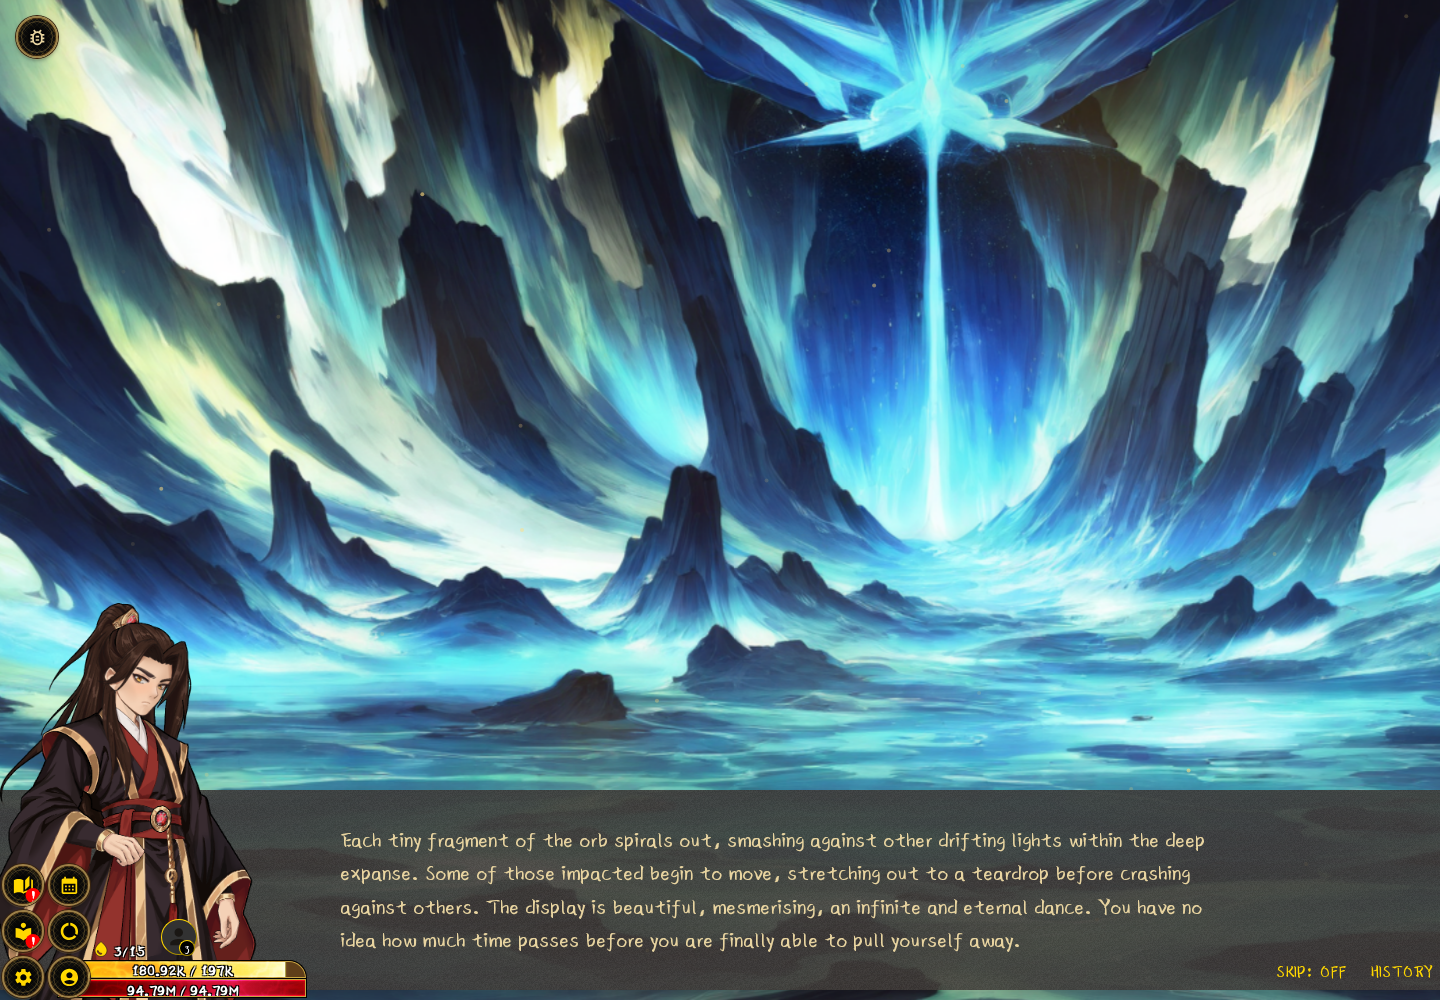 Each tiny fragment of the orb spirals out, smashing against other drifting lights within the deep
expanse. Some of those impacted begin to move, stretching out to a teardrop before crashing
against others. The display is beautiful, mesmerising, an infinite and eternal dance. You have no
idea how much time passes before you are finally able to pull yourself away.
3/15
3
180.92K / 197K
94.79M / 94.79M
SKIP: OFF HISTORY